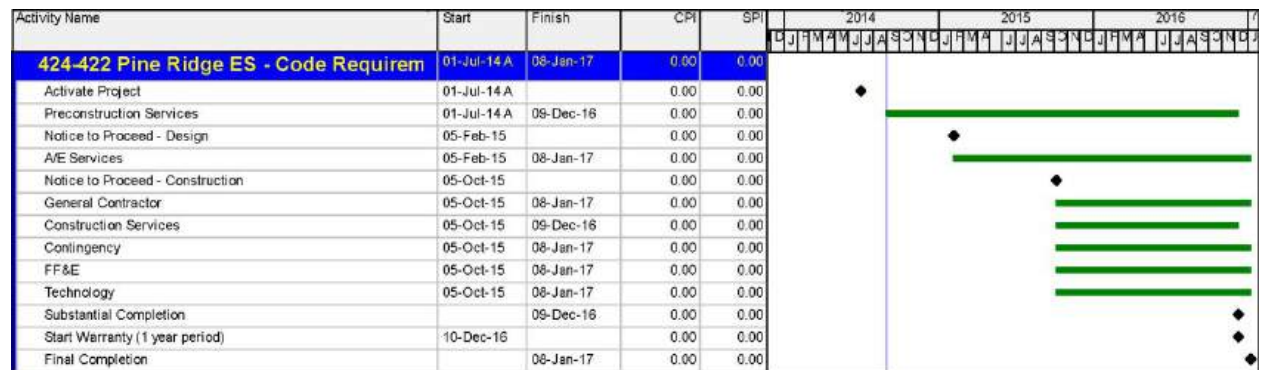 Activity Name Start Finish CPI SPI 2014 2015 2016
D J F M A M J J A S O N D J F M A J J A S O N D J F M A J J A S O N D J
424-422 Pine Ridge ES - Code Requirem 01-Jul-14 A 08-Jan-17 0.00 0.00
Activate Project 01-Jul-14 A 0.00 0.00
Preconstruction Services 01-Jul-14 A 09-Dec-16 0.00 0.00
Notice to Proceed - Design 05-Feb-15 0.00 0.00
A/E Services 05-Feb-15 08-Jan-17 0.00 0.00
Notice to Proceed - Construction 05-Oct-15 0.00 0.00
General Contractor 05-Oct-15 08-Jan-17 0.00 0.00
Construction Services 05-Oct-15 09-Dec-16 0.00 0.00
Contingency 05-Oct-15 08-Jan-17 0.00 0.00
FF&E 05-Oct-15 08-Jan-17 0.00 0.00
Technology 05-Oct-15 08-Jan-17 0.00 0.00
Substantial Completion 09-Dec-16 0.00 0.00
Start Warranty (1 year period) 10-Dec-16 0.00 0.00
Final Completion 08-Jan-17 0.00 0.00